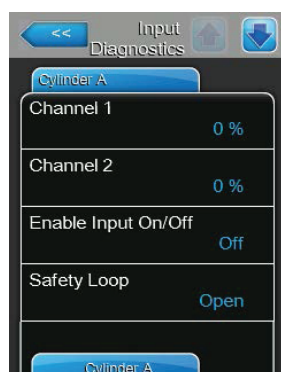 << Input
Diagnostics
Cylinder A
Channel 1
0 %
Channel 2
0 %
Enable Input On/Off
Off
Safety Loop
Open
Cylinder A